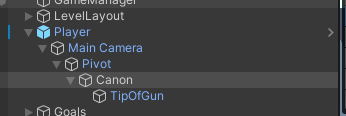 GameManager
LevelLayout
Player
Main Camera
Pivot
Canon
TipOfGun
Goals